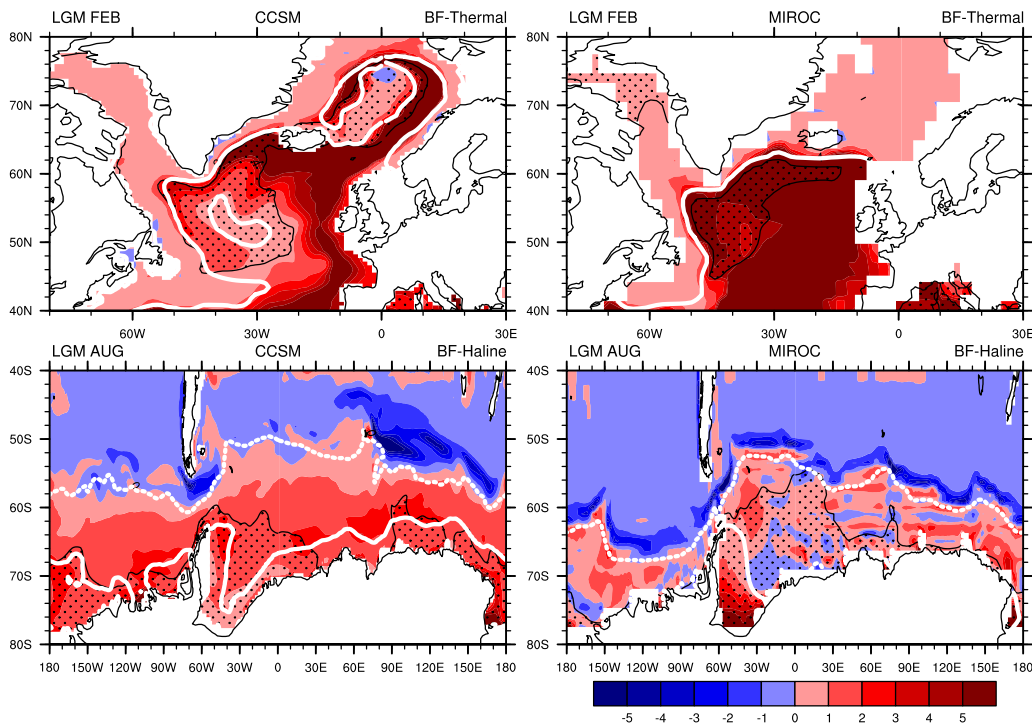 LGM FEB CCSM BF-Thermal
LGM FEB MIROC BF-Thermal
80N
70N
60N
50N
40N
60W 30W 0 30E
80N
70N
60N
50N
40N
60W 30W 0 30E
LGM AUG CCSM BF-Haline
LGM AUG MIROC BF-Haline
40S
50S
60S
70S
80S
180 150W 120W 90W 60W 30W 0 30E 60E 90E 120E 150E 180
40S
50S
60S
70S
80S
180 150W 120W 90W 60W 30W 0 30E 60E 90E 120E 150E 180
-5 -4 -3 -2 -1 0 1 2 3 4 5